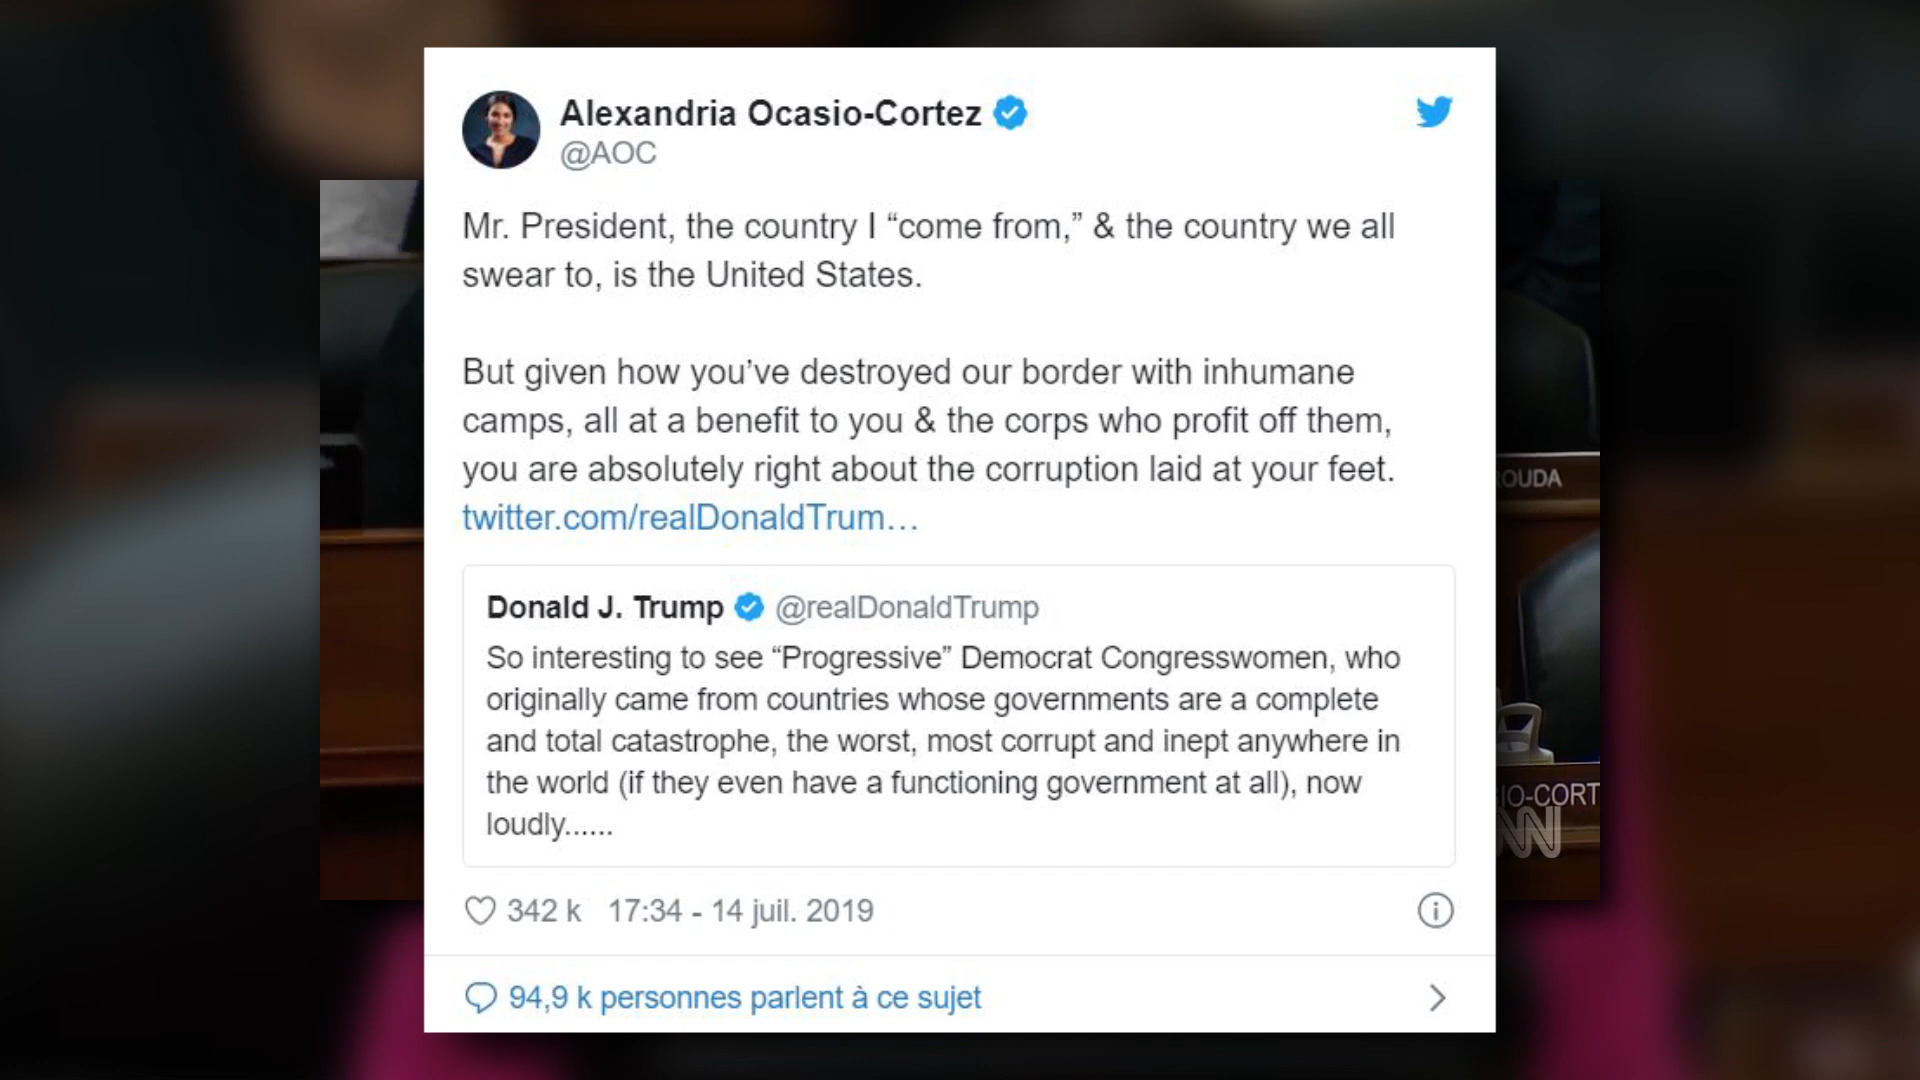 Alexandria Ocasio-Cortez
@AOC
Mr. President, the country I “come from,” & the country we all
swear to, is the United States.
But given how you’ve destroyed our border with inhumane
camps, all at a benefit to you & the corps who profit off them,
you are absolutely right about the corruption laid at your feet.
twitter.com/realDonaldTrum…
Donald J. Trump @realDonaldTrump
So interesting to see “Progressive” Democrat Congresswomen, who
originally came from countries whose governments are a complete
and total catastrophe, the worst, most corrupt and inept anywhere in
the world (if they even have a functioning government at all), now
loudly......
342 k 17:34 - 14 juil. 2019
94,9 k personnes parlent à ce sujet
OUDA
IO-CORT